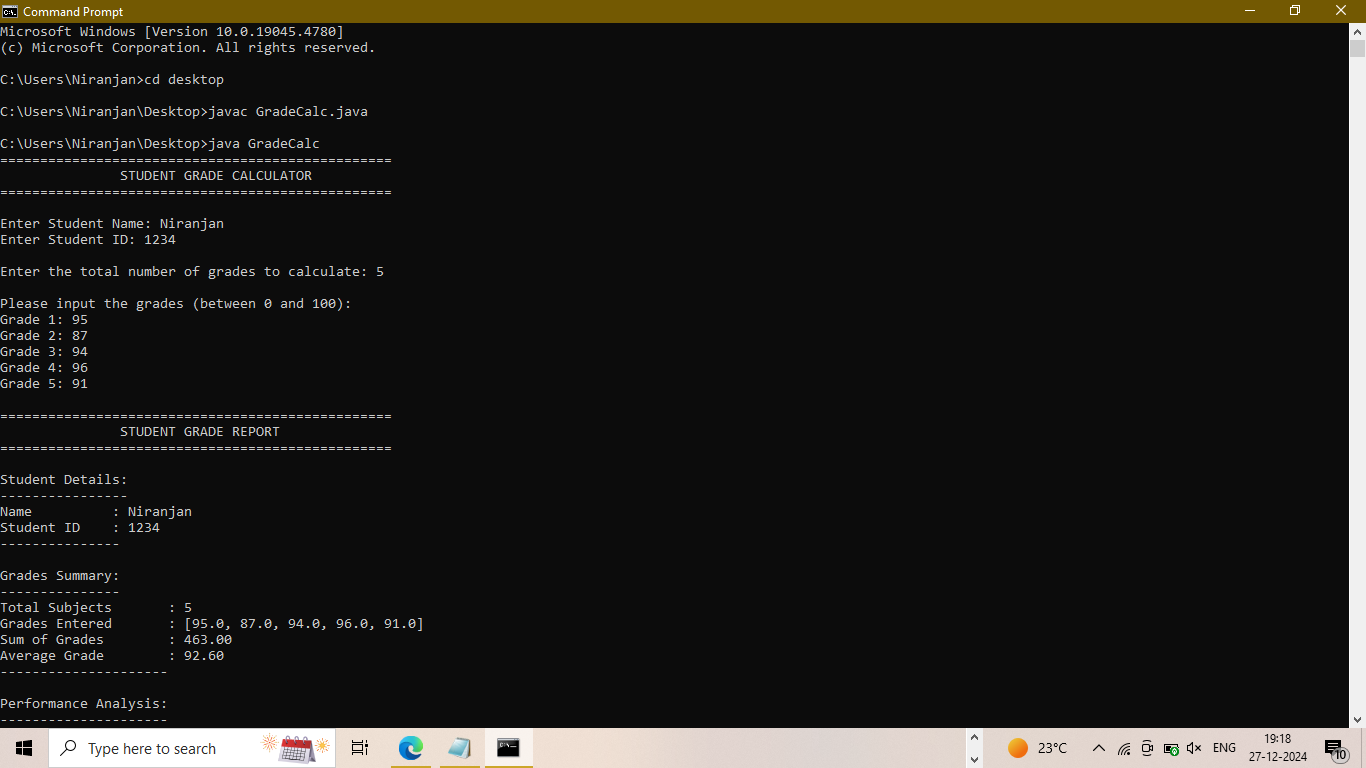 Command Prompt
Microsoft Windows [Version 10.0.19045.4780]
(c) Microsoft Corporation. All rights reserved.
C:\Users\Niranjan>cd desktop
C:\Users\Niranjan\Desktop>javac GradeCalc.java
C:\Users\Niranjan\Desktop>java GradeCalc
=================================================
STUDENT GRADE CALCULATOR
=================================================
Enter Student Name: Niranjan
Enter Student ID: 1234
Enter the total number of grades to calculate: 5
Please input the grades (between 0 and 100):
Grade 1: 95
Grade 2: 87
Grade 3: 94
Grade 4: 96
Grade 5: 91
=================================================
STUDENT GRADE REPORT
=================================================
Student Details:
----------------
Name          : Niranjan
Student ID    : 1234
---------------
Grades Summary:
---------------
Total Subjects       : 5
Grades Entered       : [95.0, 87.0, 94.0, 96.0, 91.0]
Sum of Grades        : 463.00
Average Grade        : 92.60
---------------------
Performance Analysis:
---------------------
Type here to search
23°C
ENG
19:18
27-12-2024
10